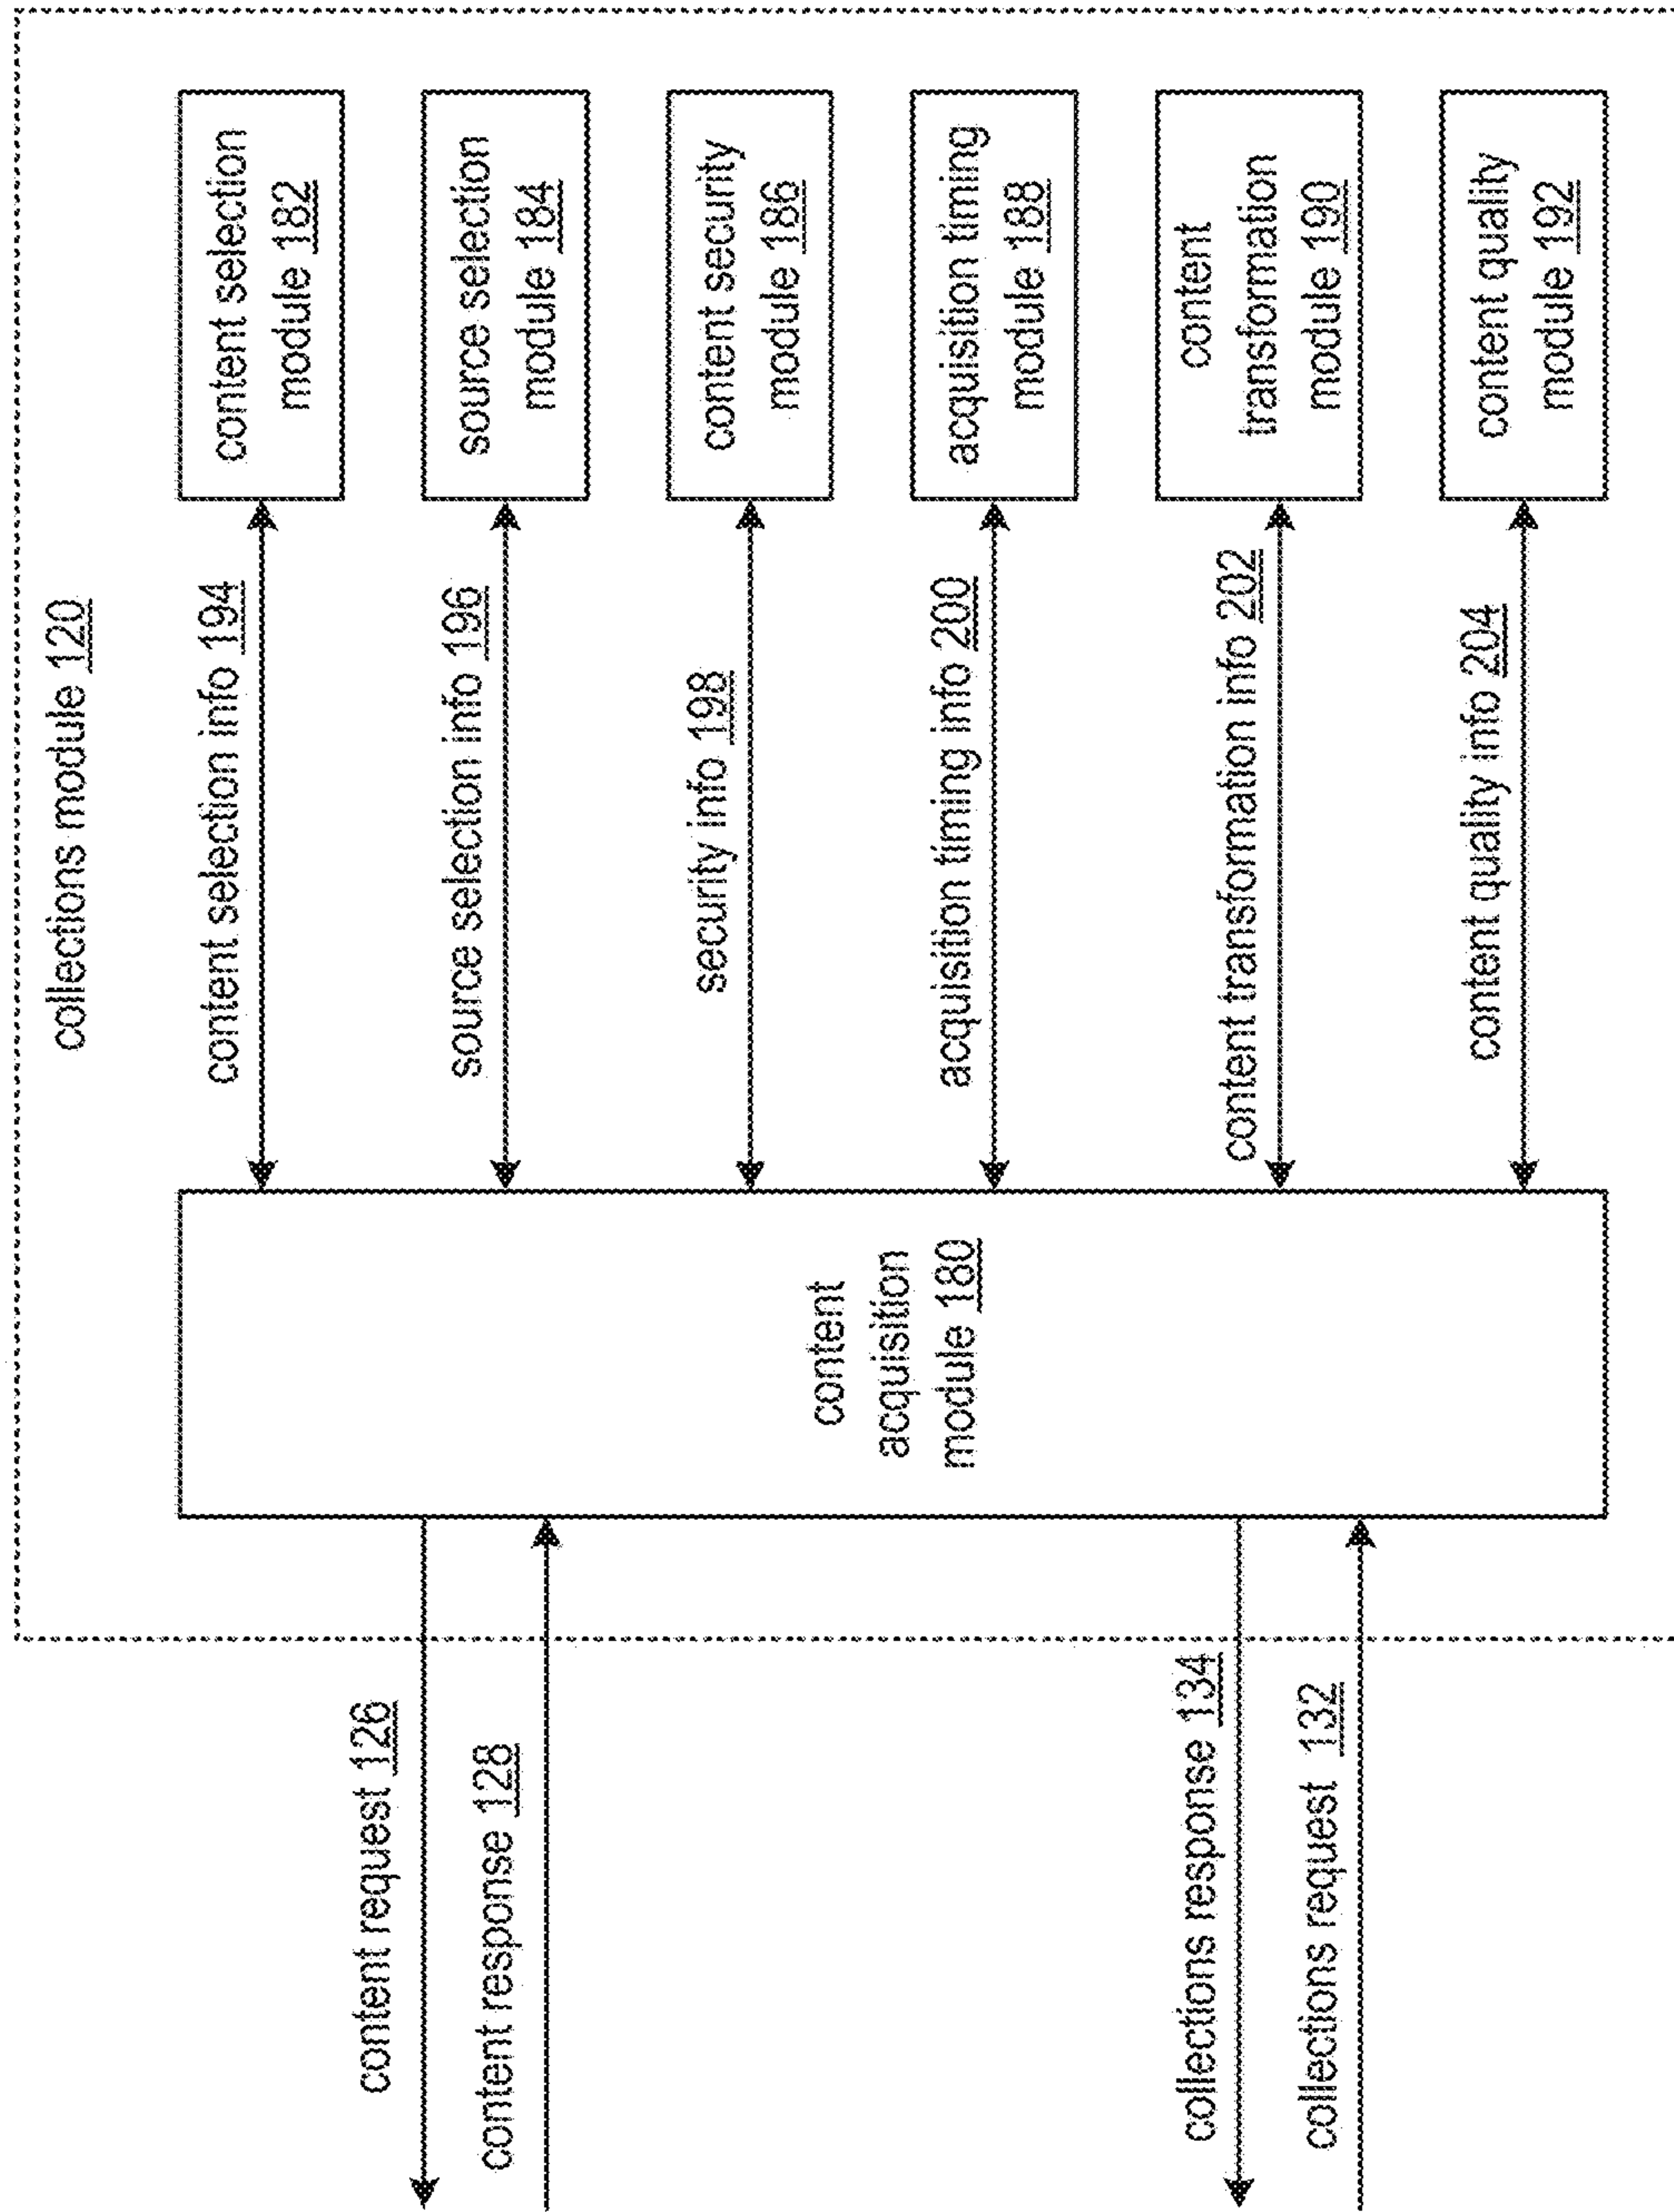 collections module 120
content request 126
content response 128
collections response 134
collections request 132
content
acquisition
module 180
content selection info 194
source selection info 196
security info 198
acquisition timing info 200
content transformation info 202
content quality info 204
content selection
module 182
source selection
module 184
content security
module 186
acquisition timing
module 188
content
transformation
module 190
content quality
module 192